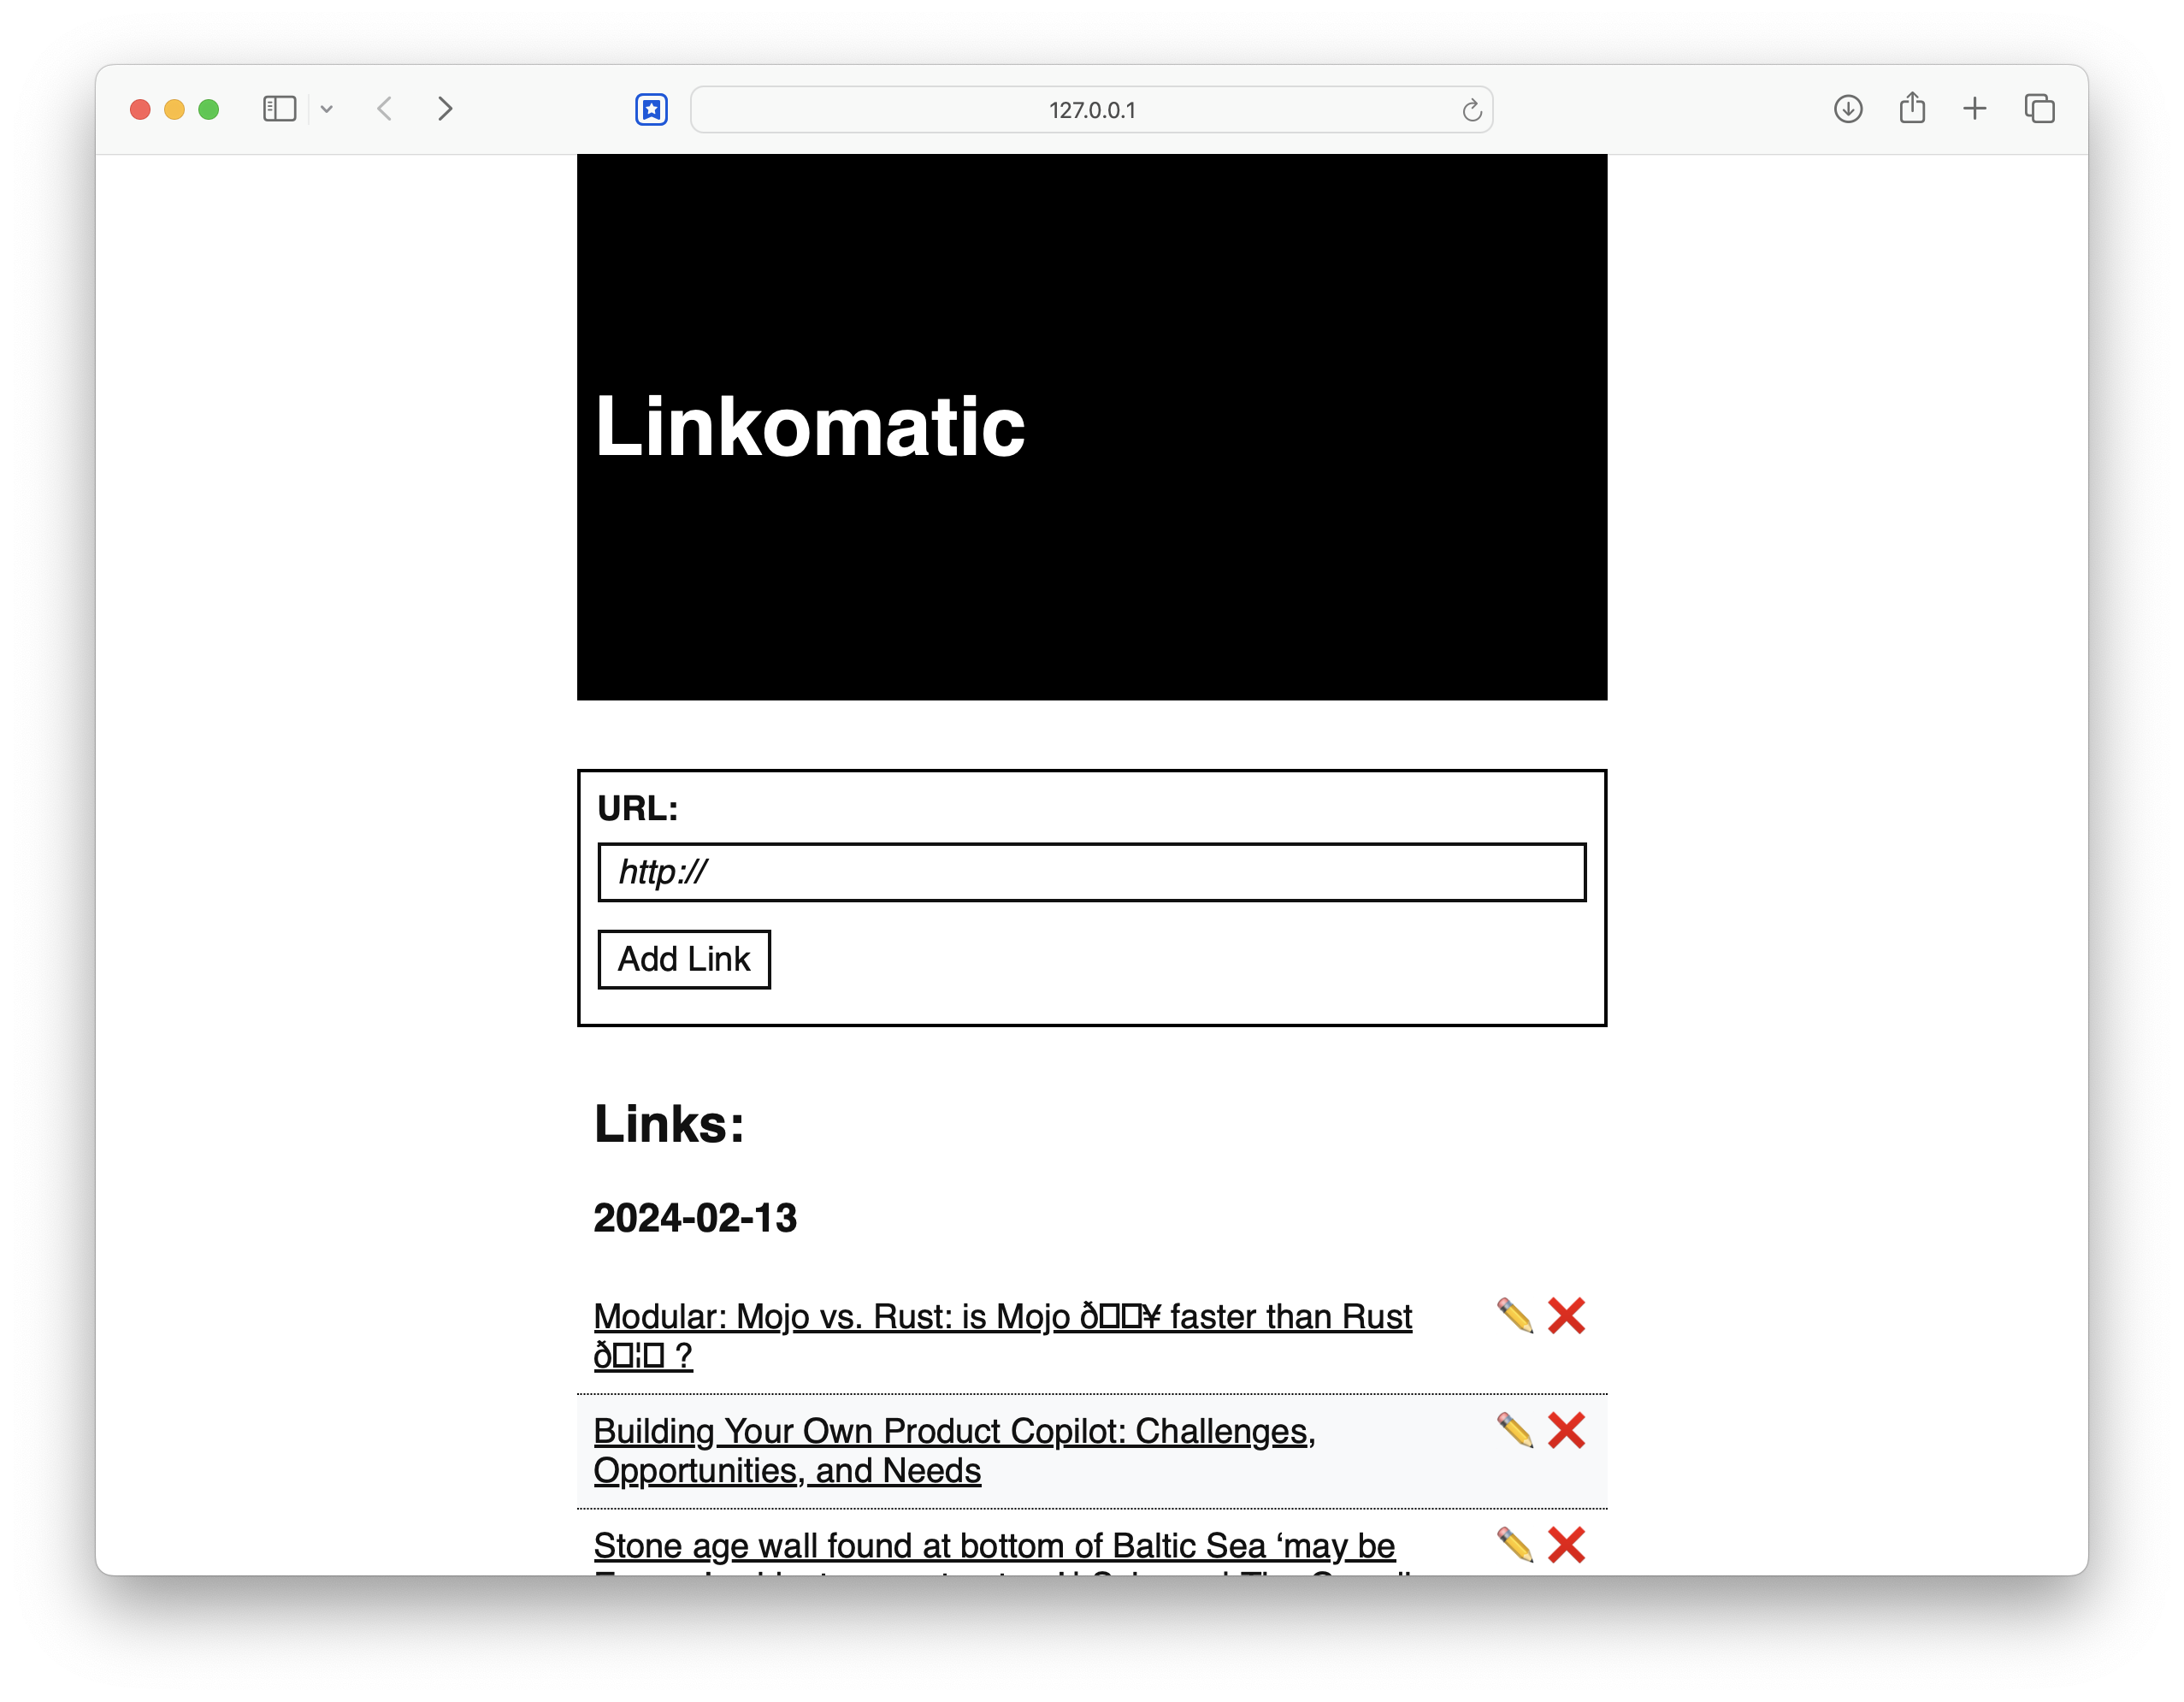 127.0.0.1
Linkomatic
URL:
http://
Add Link
Links:
2024-02-13
Modular: Mojo vs. Rust: is Mojo ð□□¥ faster than Rust
ð□¦□ ?
Building Your Own Product Copilot: Challenges,
Opportunities, and Needs
Stone age wall found at bottom of Baltic Sea ‘may be